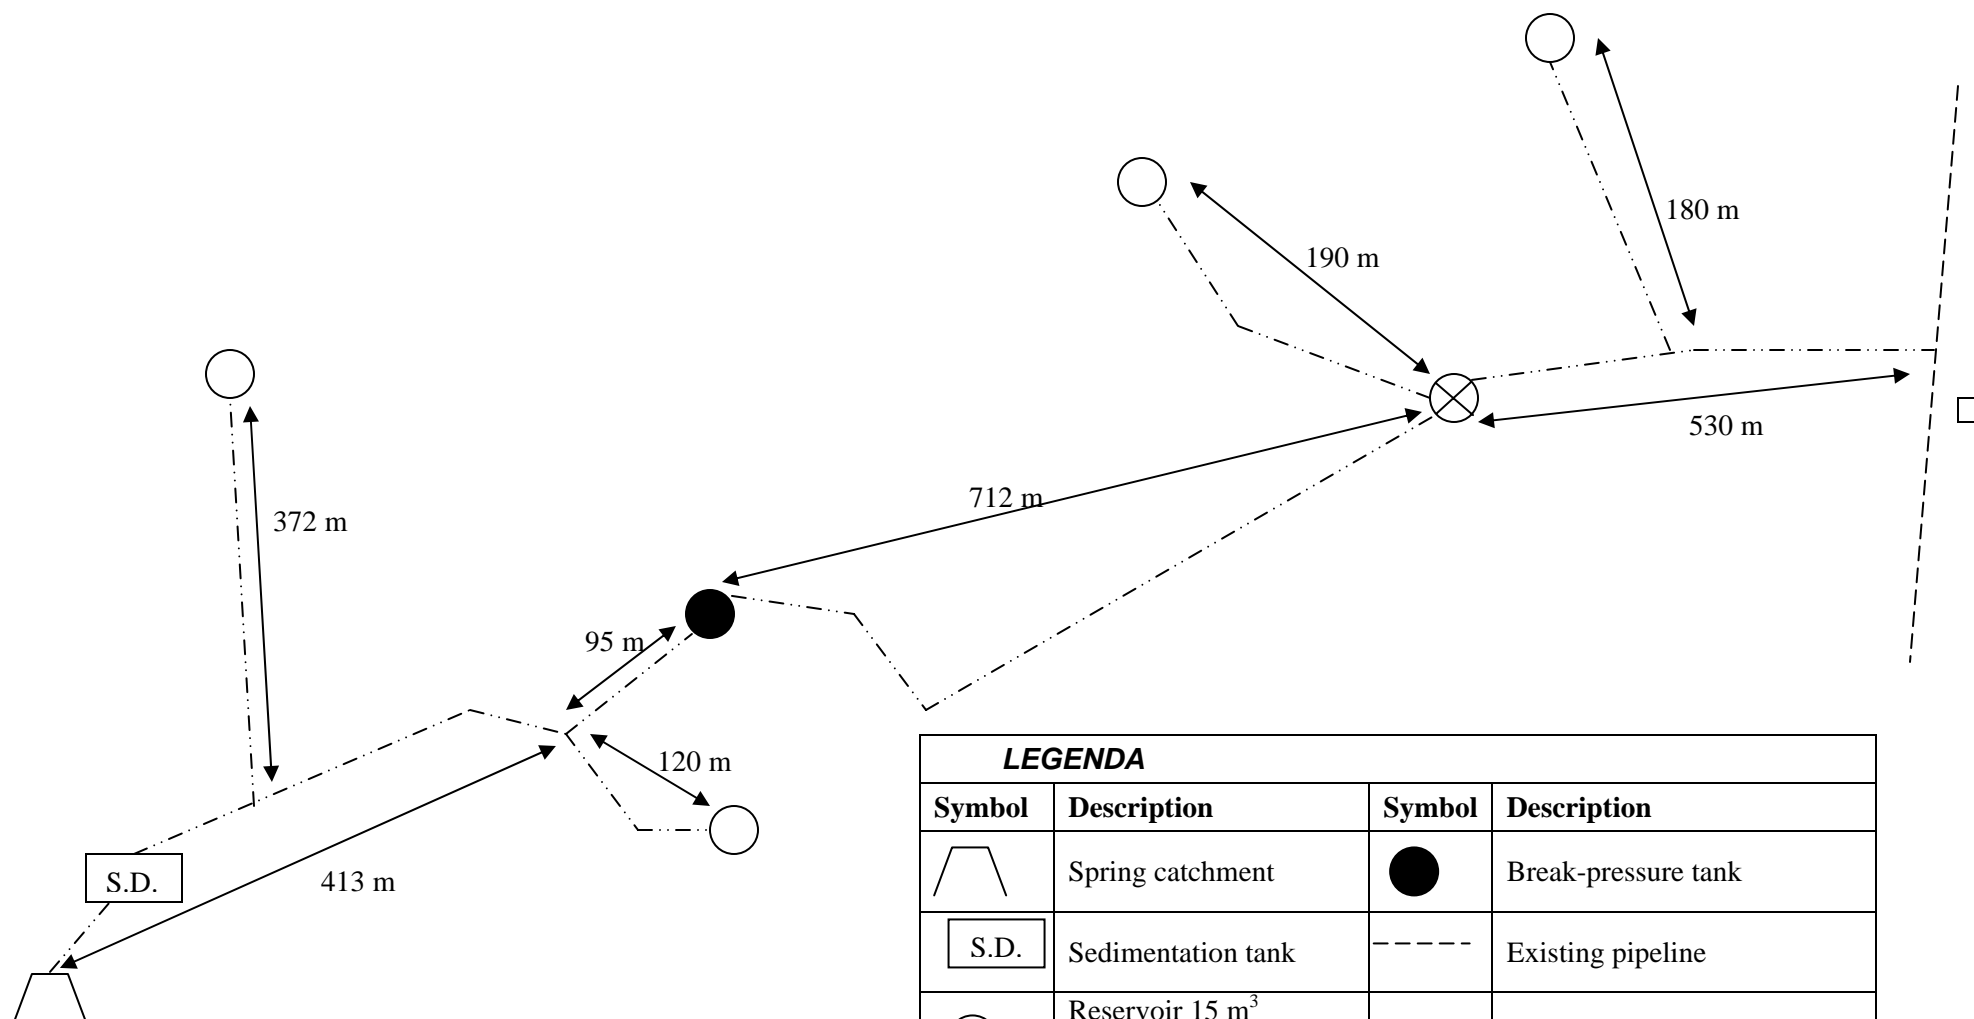 180 m
190 m
530 m
712 m
372 m
95 m
120 m
413 m
S.D.
LEGENDA
Symbol Description Symbol Description
Spring catchment Break-pressure tank
S.D. Sedimentation tank Existing pipeline
Reservoir 15 m³